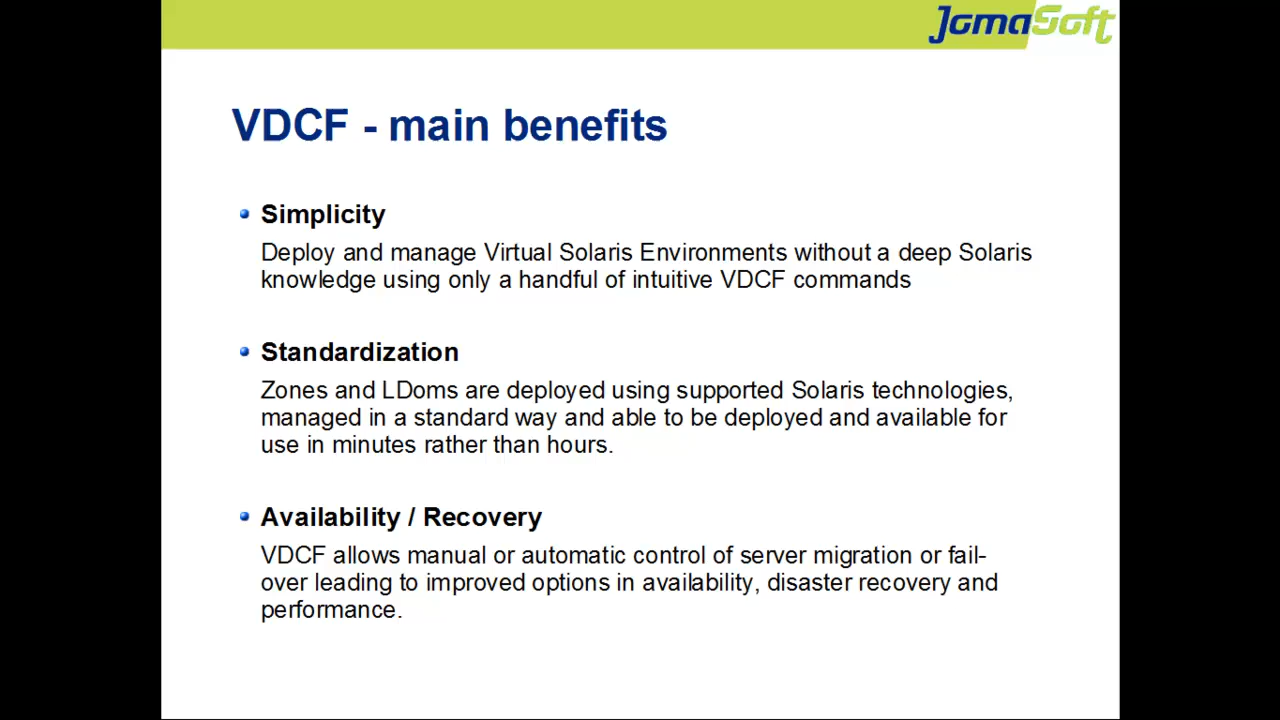 JomaSoft
VDCF - main benefits
Simplicity
Deploy and manage Virtual Solaris Environments without a deep Solaris
knowledge using only a handful of intuitive VDCF commands
Standardization
Zones and LDoms are deployed using supported Solaris technologies,
managed in a standard way and able to be deployed and available for
use in minutes rather than hours.
Availability / Recovery
VDCF allows manual or automatic control of server migration or fail-
over leading to improved options in availability, disaster recovery and
performance.